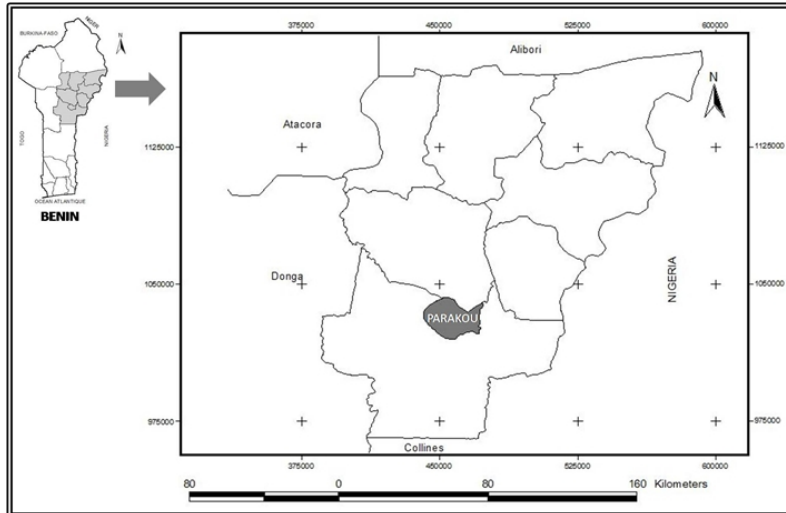 BURKINA-FASO
NIGER
N
TOGO
NIGERIA
OCEAN ATLANTIQUE
BENIN
375000
450000
525000
600000
Alibori
N
Atacora
1125000
1125000
Donga
NIGERIA
1050000
1050000
PARAKOU
975000
975000
Collines
375000
450000
525000
600000
80
0
80
160 Kilometers